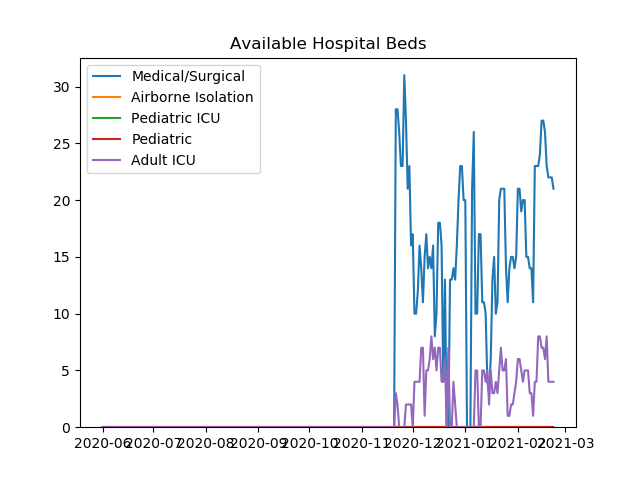 Available Hospital Beds
Medical/Surgical
Airborne Isolation
Pediatric ICU
Pediatric
Adult ICU
30
25
20
15
10
5
0
2020-06 2020-07 2020-08 2020-09 2020-10 2020-11 2020-12 2021-01 2021-02 2021-03